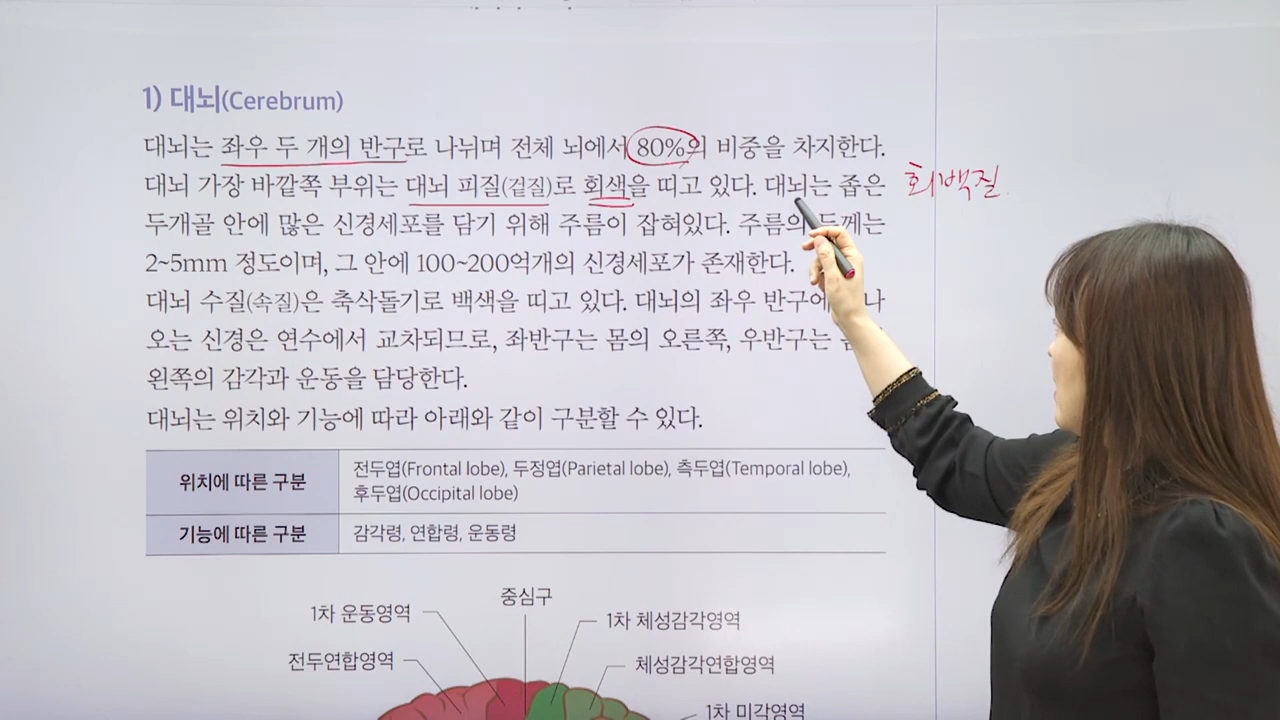 1) 대뇌(Cerebrum)
대뇌는 좌우 두 개의 반구로 나뉘며 전체 뇌에서 80%의 비중을 차지한다.
대뇌 가장 바깥쪽 부위는 대뇌 피질(겉질)로 회색을 띠고 있다. 대뇌는 좁은
회백질
두개골 안에 많은 신경세포를 담기 위해 주름이 잡혀있다. 주름의 두께는
2~5mm 정도이며, 그 안에 100~200억개의 신경세포가 존재한다.
대뇌 수질(속질)은 축삭돌기로 백색을 띠고 있다. 대뇌의 좌우 반구에 나
오는 신경은 연수에서 교차되므로, 좌반구는 몸의 오른쪽, 우반구는
왼쪽의 감각과 운동을 담당한다.
대뇌는 위치와 기능에 따라 아래와 같이 구분할 수 있다.
위치에 따른 구분
전두엽(Frontal lobe), 두정엽(Parietal lobe), 측두엽(Temporal lobe),
후두엽(Occipital lobe)
기능에 따른 구분
감각령, 연합령, 운동령
중심구
1차 운동영역
1차 체성감각영역
전두연합영역
체성감각연합영역
1차 미각영역